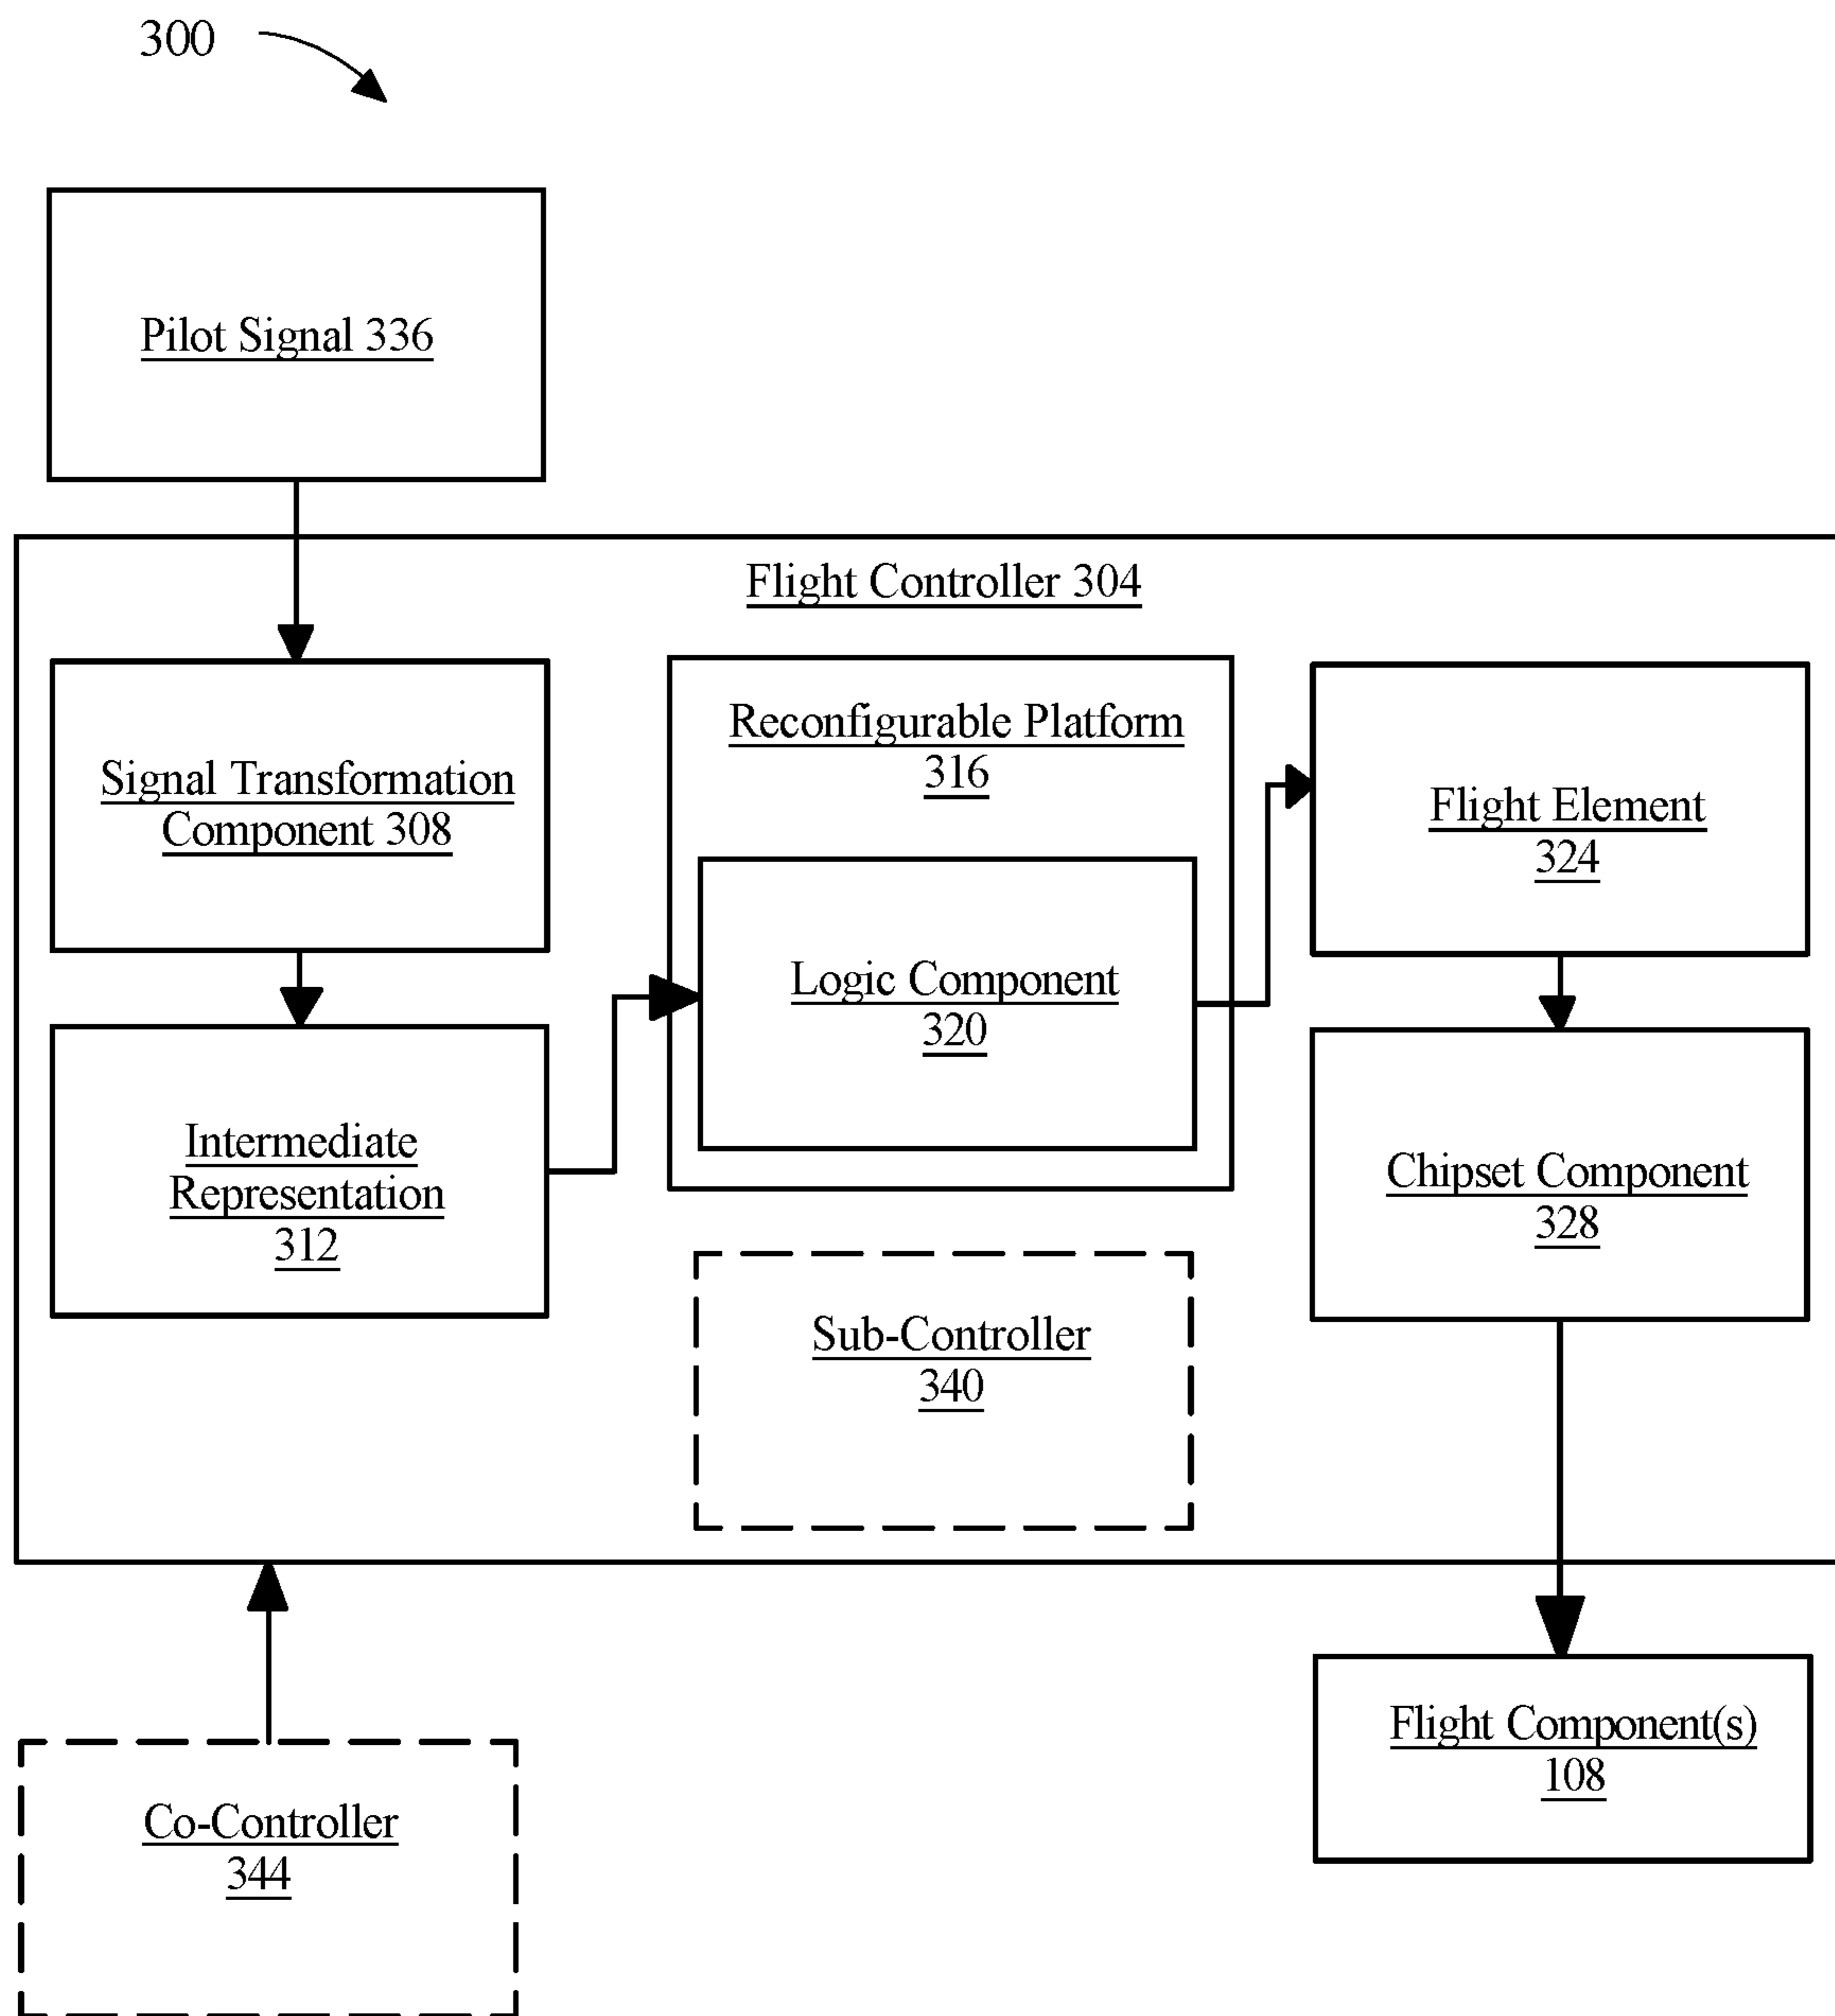 300
Pilot Signal 336
Flight Controller 304
Signal Transformation
Component 308
Intermediate
Representation
312
Reconfigurable Platform
316
Logic Component
320
Flight Element
324
Chipset Component
328
Sub-Controller
340
Co-Controller
344
Flight Component(s)
108